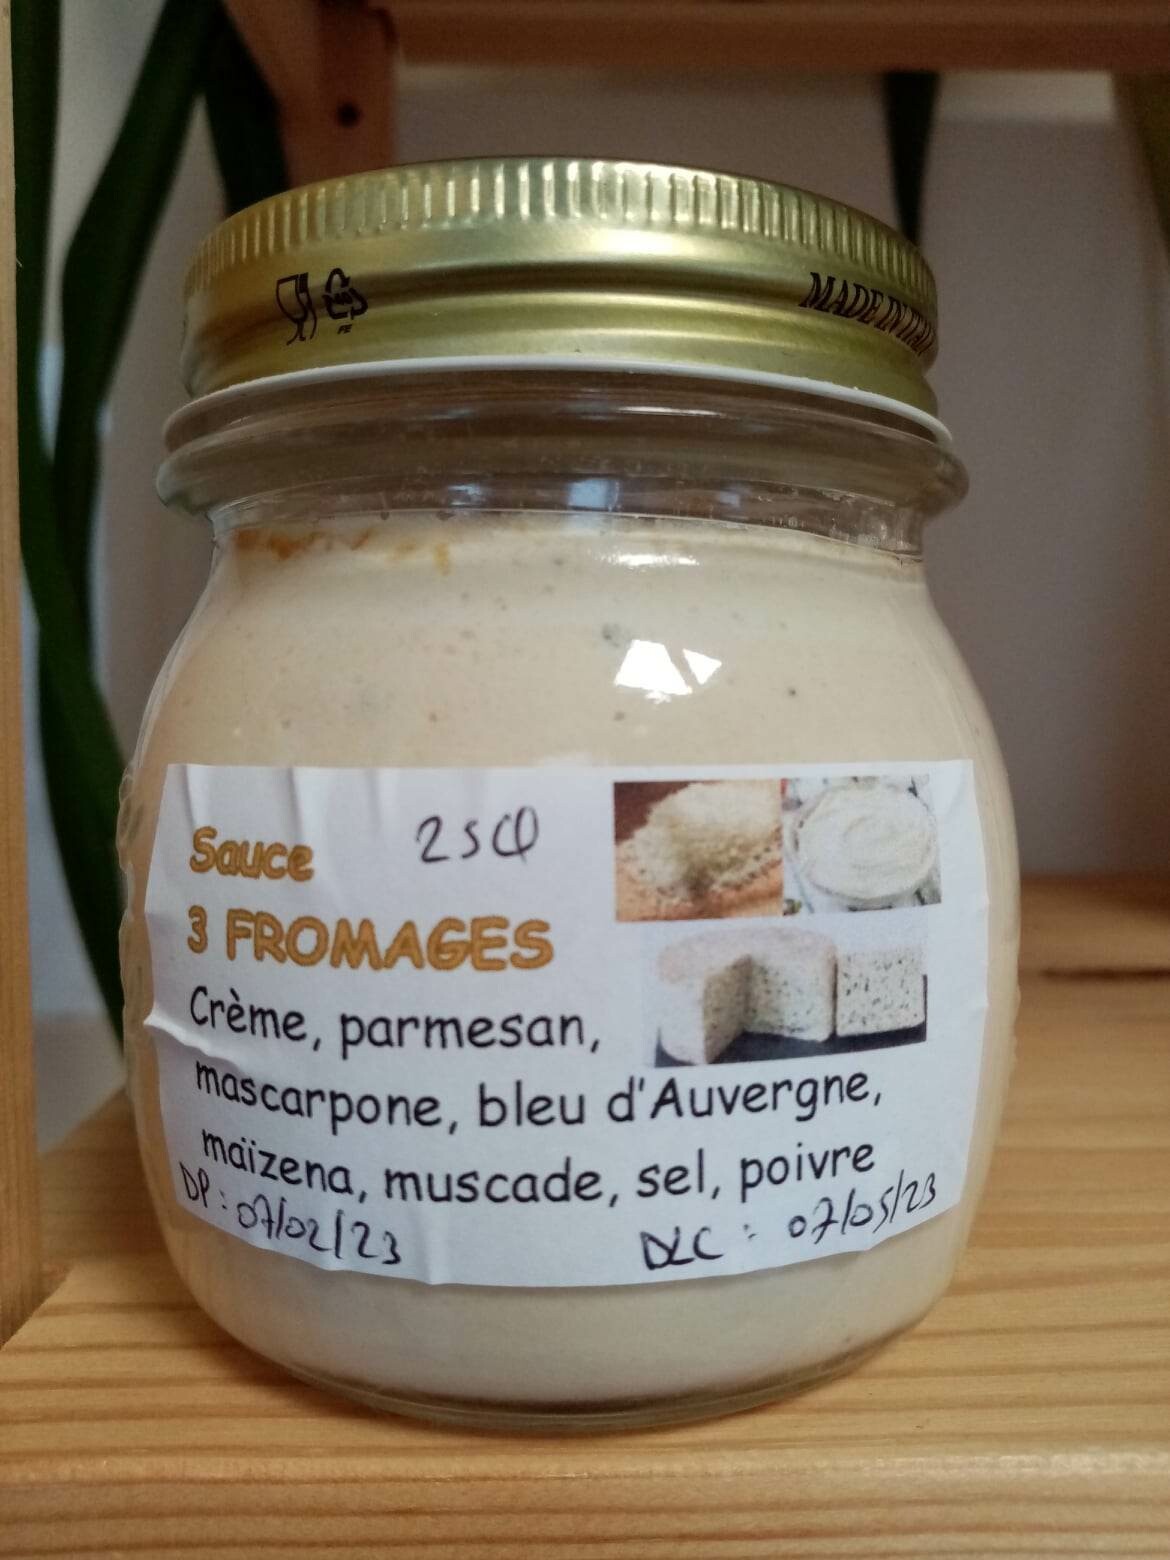 MADE IN ITALY
Sauce 25cl
3 FROMAGES
Crème, parmesan,
mascarpone, bleu d'Auvergne,
maïzena, muscade, sel, poivre
DP : 07/02/23 DLC : 07/05/23